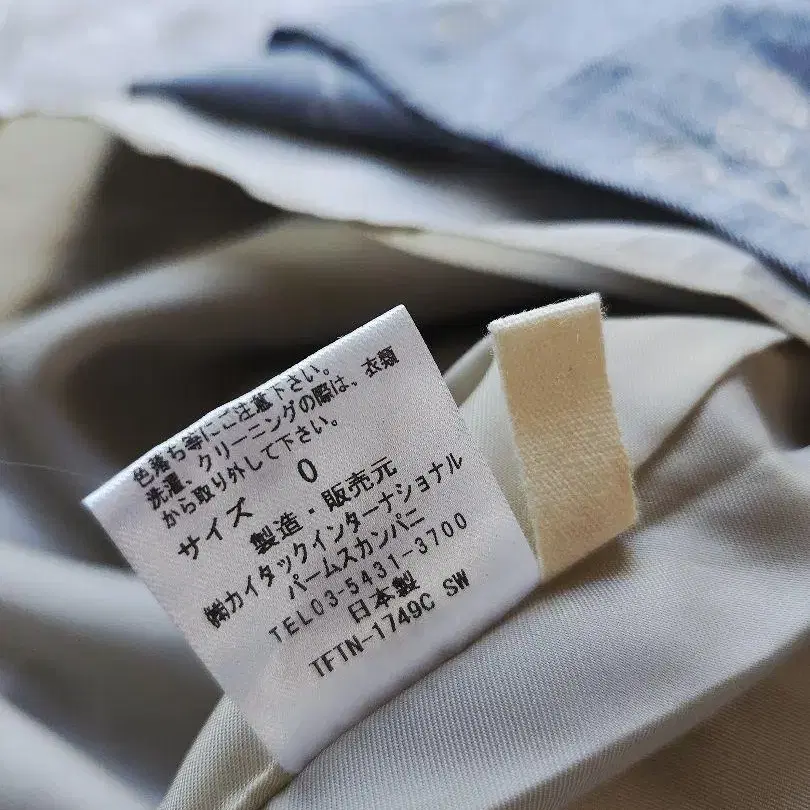 色落ち等にご注意下さい。
洗濯、クリーニングの際は、衣類
から取り外して下さい。
サイズ 0
製造・販売元
㈱カイタックインターナショナル
パームスカンパニ
TEL03-5431-3700
日本製
TFTN-1749C SW